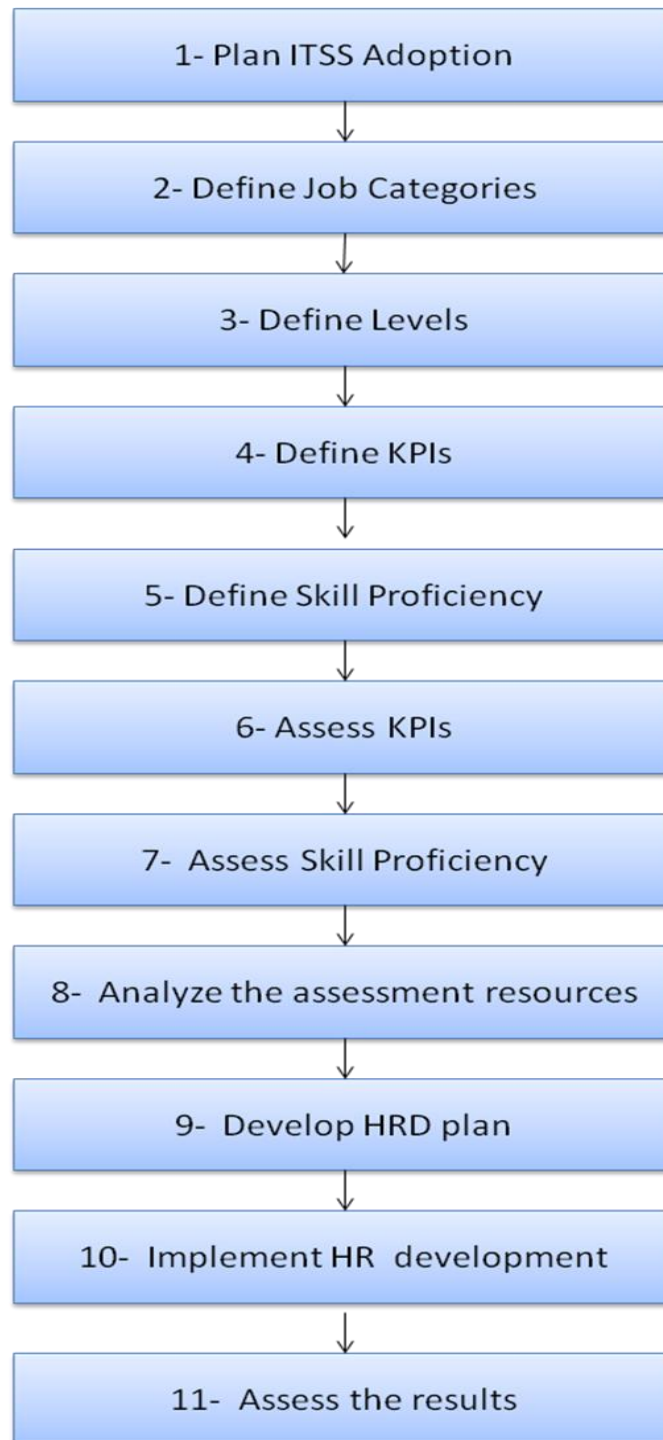 1- Plan ITSS Adoption
2- Define Job Categories
3- Define Levels
4- Define KPIs
5- Define Skill Proficiency
6- Assess KPIs
7- Assess Skill Proficiency
8- Analyze the assessment resources
9- Develop HRD plan
10- Implement HR development
11- Assess the results